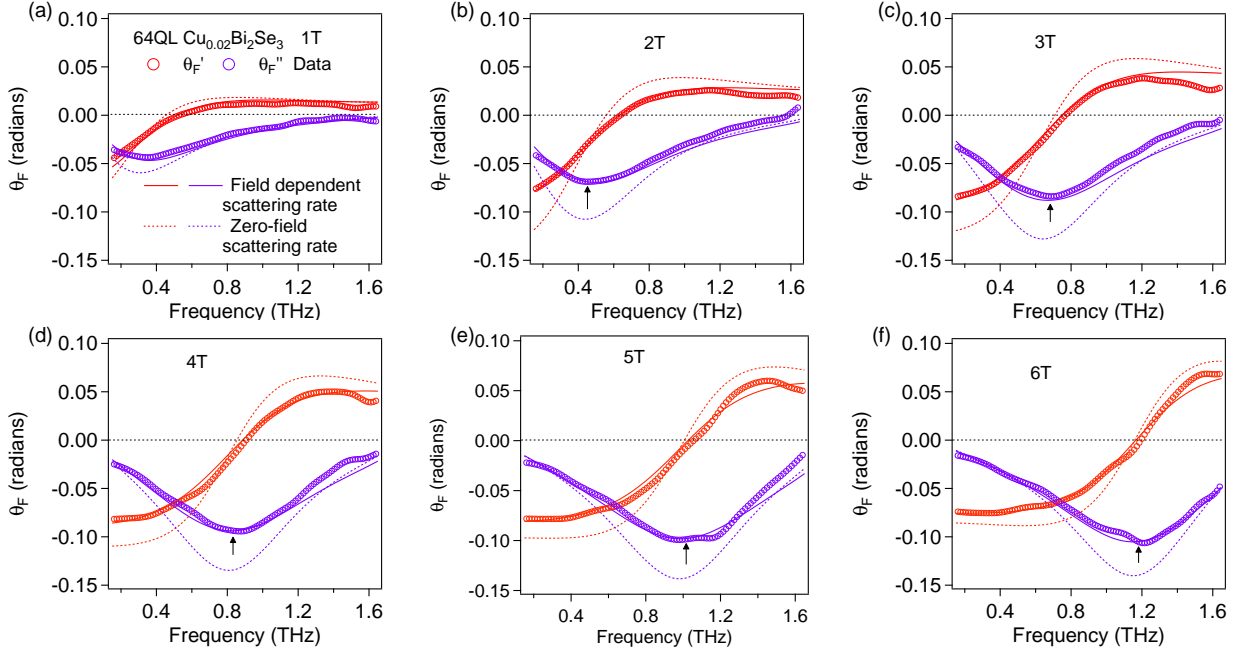 (a)
0.10
0.05
0.00
-0.05
-0.10
-0.15
θF (radians)
64QL Cu0.02Bi2Se3 1T
θF' θF" Data
Field dependent
scattering rate
Zero-field
scattering rate
0.4 0.8 1.2 1.6
Frequency (THz)
(b)
0.10
0.05
0.00
-0.05
-0.10
-0.15
θF (radians)
2T
0.4 0.8 1.2 1.6
Frequency (THz)
(c)
0.10
0.05
0.00
-0.05
-0.10
-0.15
θF (radians)
3T
0.4 0.8 1.2 1.6
Frequency (THz)
(d)
0.10
0.05
0.00
-0.05
-0.10
-0.15
θF (radians)
4T
0.4 0.8 1.2 1.6
Frequency (THz)
(e)
0.10
0.05
0.00
-0.05
-0.10
-0.15
θF (radians)
5T
0.4 0.8 1.2 1.6
Frequency (THz)
(f)
0.10
0.05
0.00
-0.05
-0.10
-0.15
θF (radians)
6T
0.4 0.8 1.2 1.6
Frequency (THz)